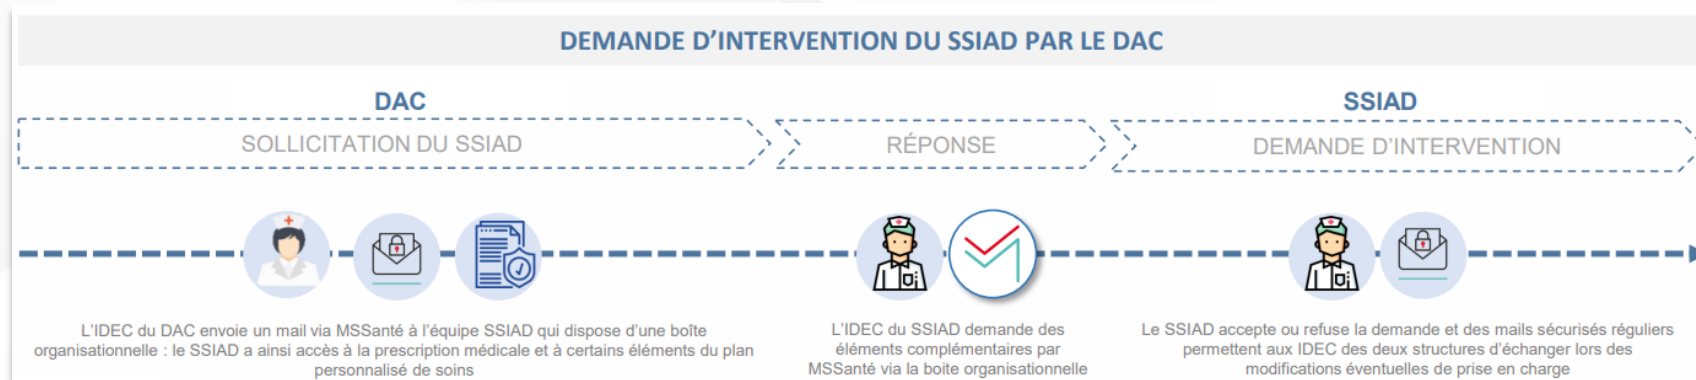 DEMANDE D'INTERVENTION DU SSIAD PAR LE DAC
DAC
SSIAD
SOLLICITATION DU SSIAD
RÉPONSE
DEMANDE D'INTERVENTION
L'IDEC du DAC envoie un mail via MSSanté à l'équipe SSIAD qui dispose d'une boîte
organisationnelle : le SSIAD a ainsi accès à la prescription médicale et à certains éléments du plan
personnalisé de soins
L'IDEC du SSIAD demande des
éléments complémentaires par
MSSanté via la boite organisationnelle
Le SSIAD accepte ou refuse la demande et des mails sécurisés réguliers
permettent aux IDEC des deux structures d'échanger lors des
modifications éventuelles de prise en charge